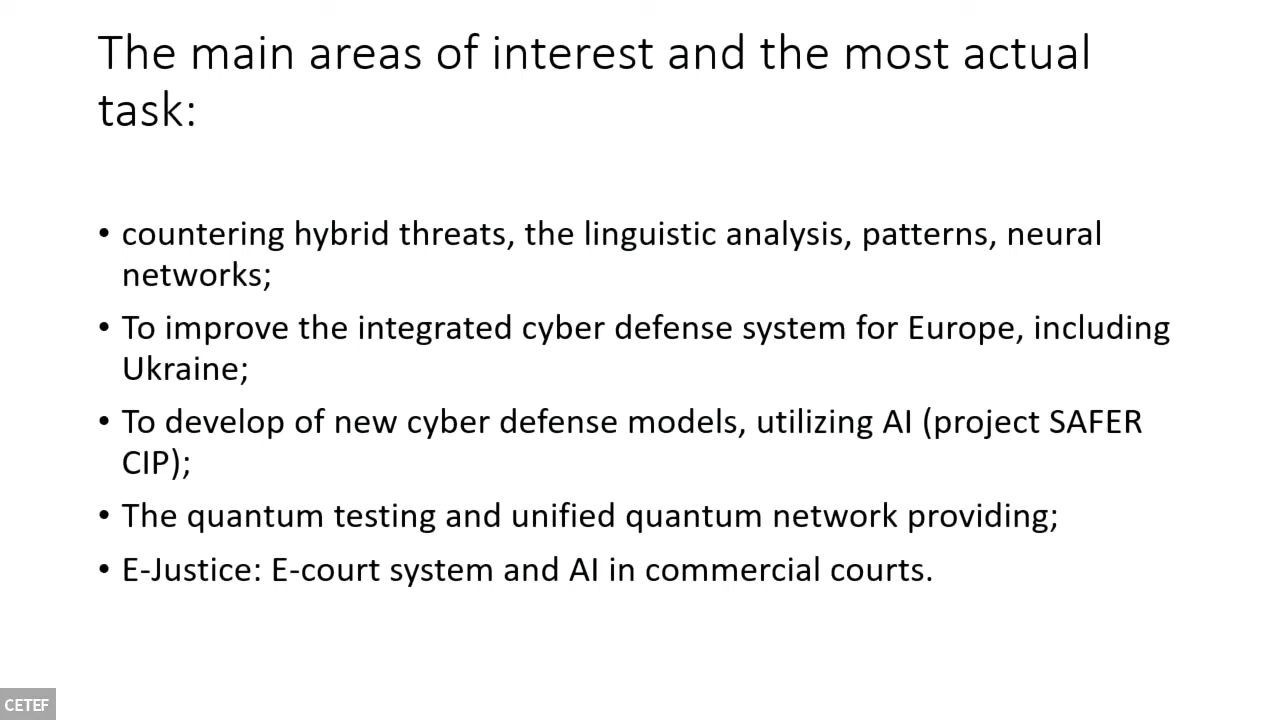 The main areas of interest and the most actual
task:
• countering hybrid threats, the linguistic analysis, patterns, neural
networks;
• To improve the integrated cyber defense system for Europe, including
Ukraine;
• To develop of new cyber defense models, utilizing AI (project SAFER
CIP);
• The quantum testing and unified quantum network providing;
• E-Justice: E-court system and AI in commercial courts.
CETEF